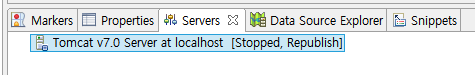 Markers Properties Servers Data Source Explorer Snippets
Tomcat v7.0 Server at localhost [Stopped, Republish]